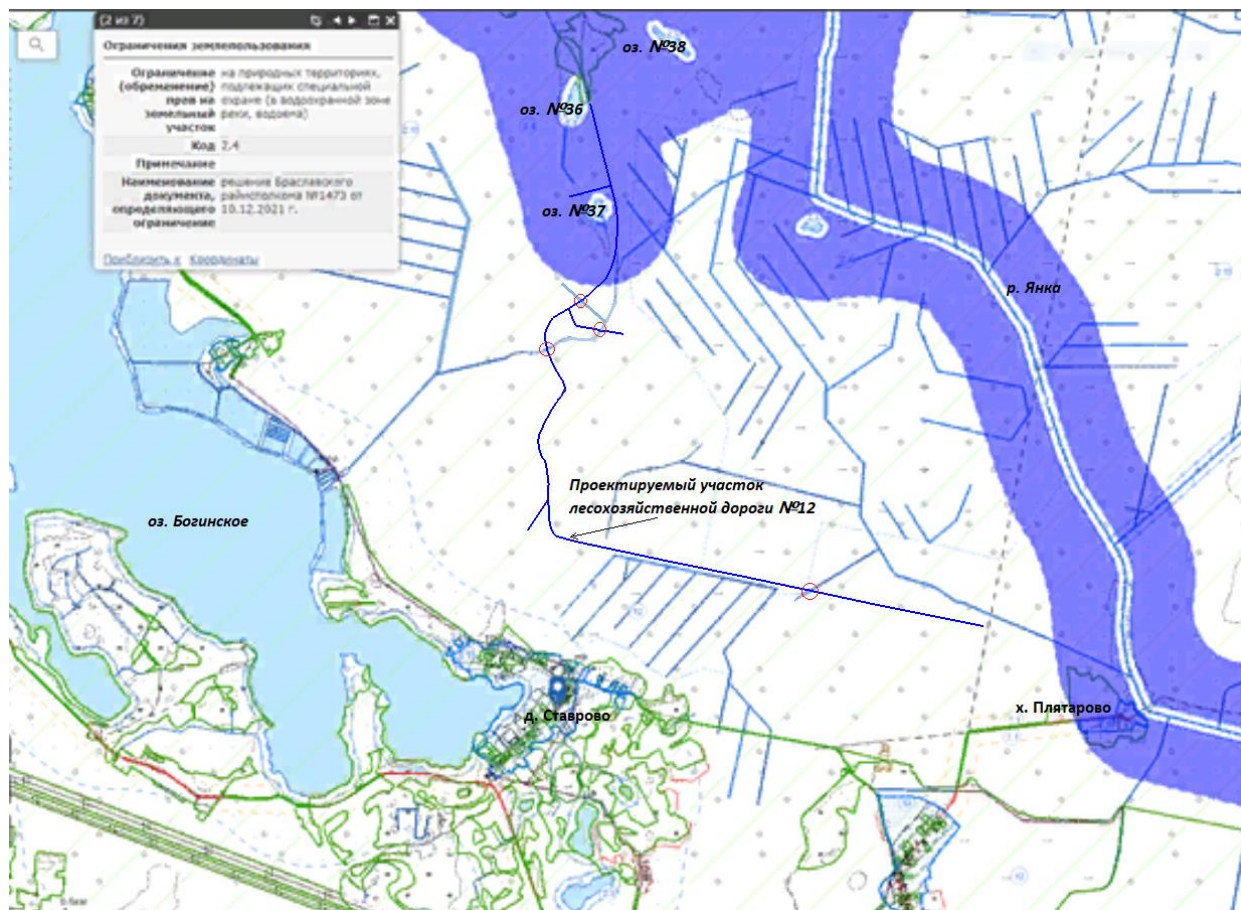 (2 из 7)
Ограничения землепользования
Ограничение (обременение) прав на земельный участок
на природных территориях, подлежащих специальной охране (в водоохранной зоне реки, водоема)
Код 2,4
Примечание
Наименование документа, определяющего ограничение
решение Браславского райисполкома №1473 от 10.12.2021 г.
Приблизить к Координаты
оз. №38
оз. №36
оз. №37
р. Янка
Проектируемый участок
лесохозяйственной дороги №12
оз. Богинское
д. Ставрово
х. Плятарово
0.6км